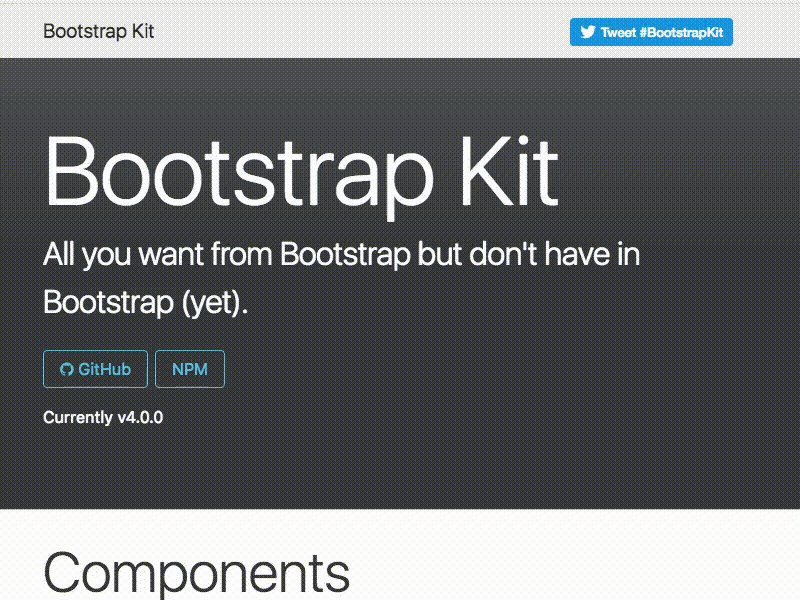 Bootstrap Kit
Tweet #BootstrapKit
Bootstrap Kit
All you want from Bootstrap but don't have in
Bootstrap (yet).
GitHub
NPM
Currently v4.0.0
Components